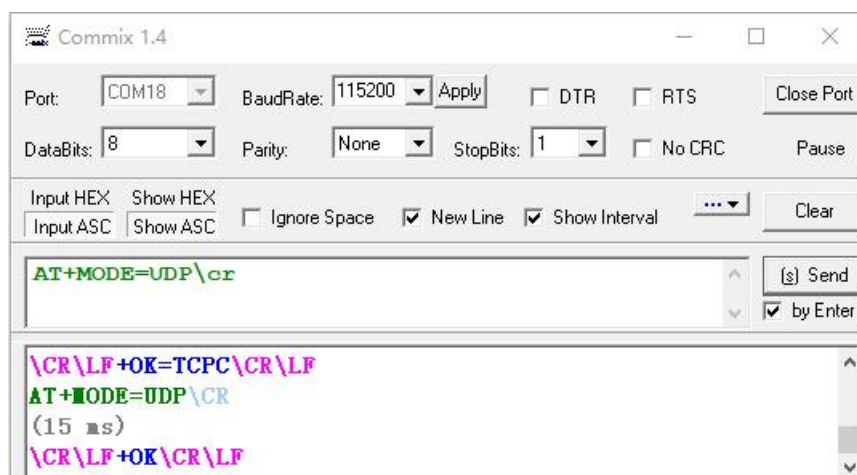 Commix 1.4
Port: COM18 BaudRate: 115200 Apply DTR RTS Close Port
DataBits: 8 Parity: None StopBits: 1 No CRC Pause
Input HEX Show HEX
Input ASC Show ASC Ignore Space New Line Show Interval ... Clear
AT+MODE=UDP\cr
(s) Send
by Enter
\CR\LF+OK=TCPC\CR\LF
AT+MODE=UDP\CR
(15 ms)
\CR\LF+OK\CR\LF